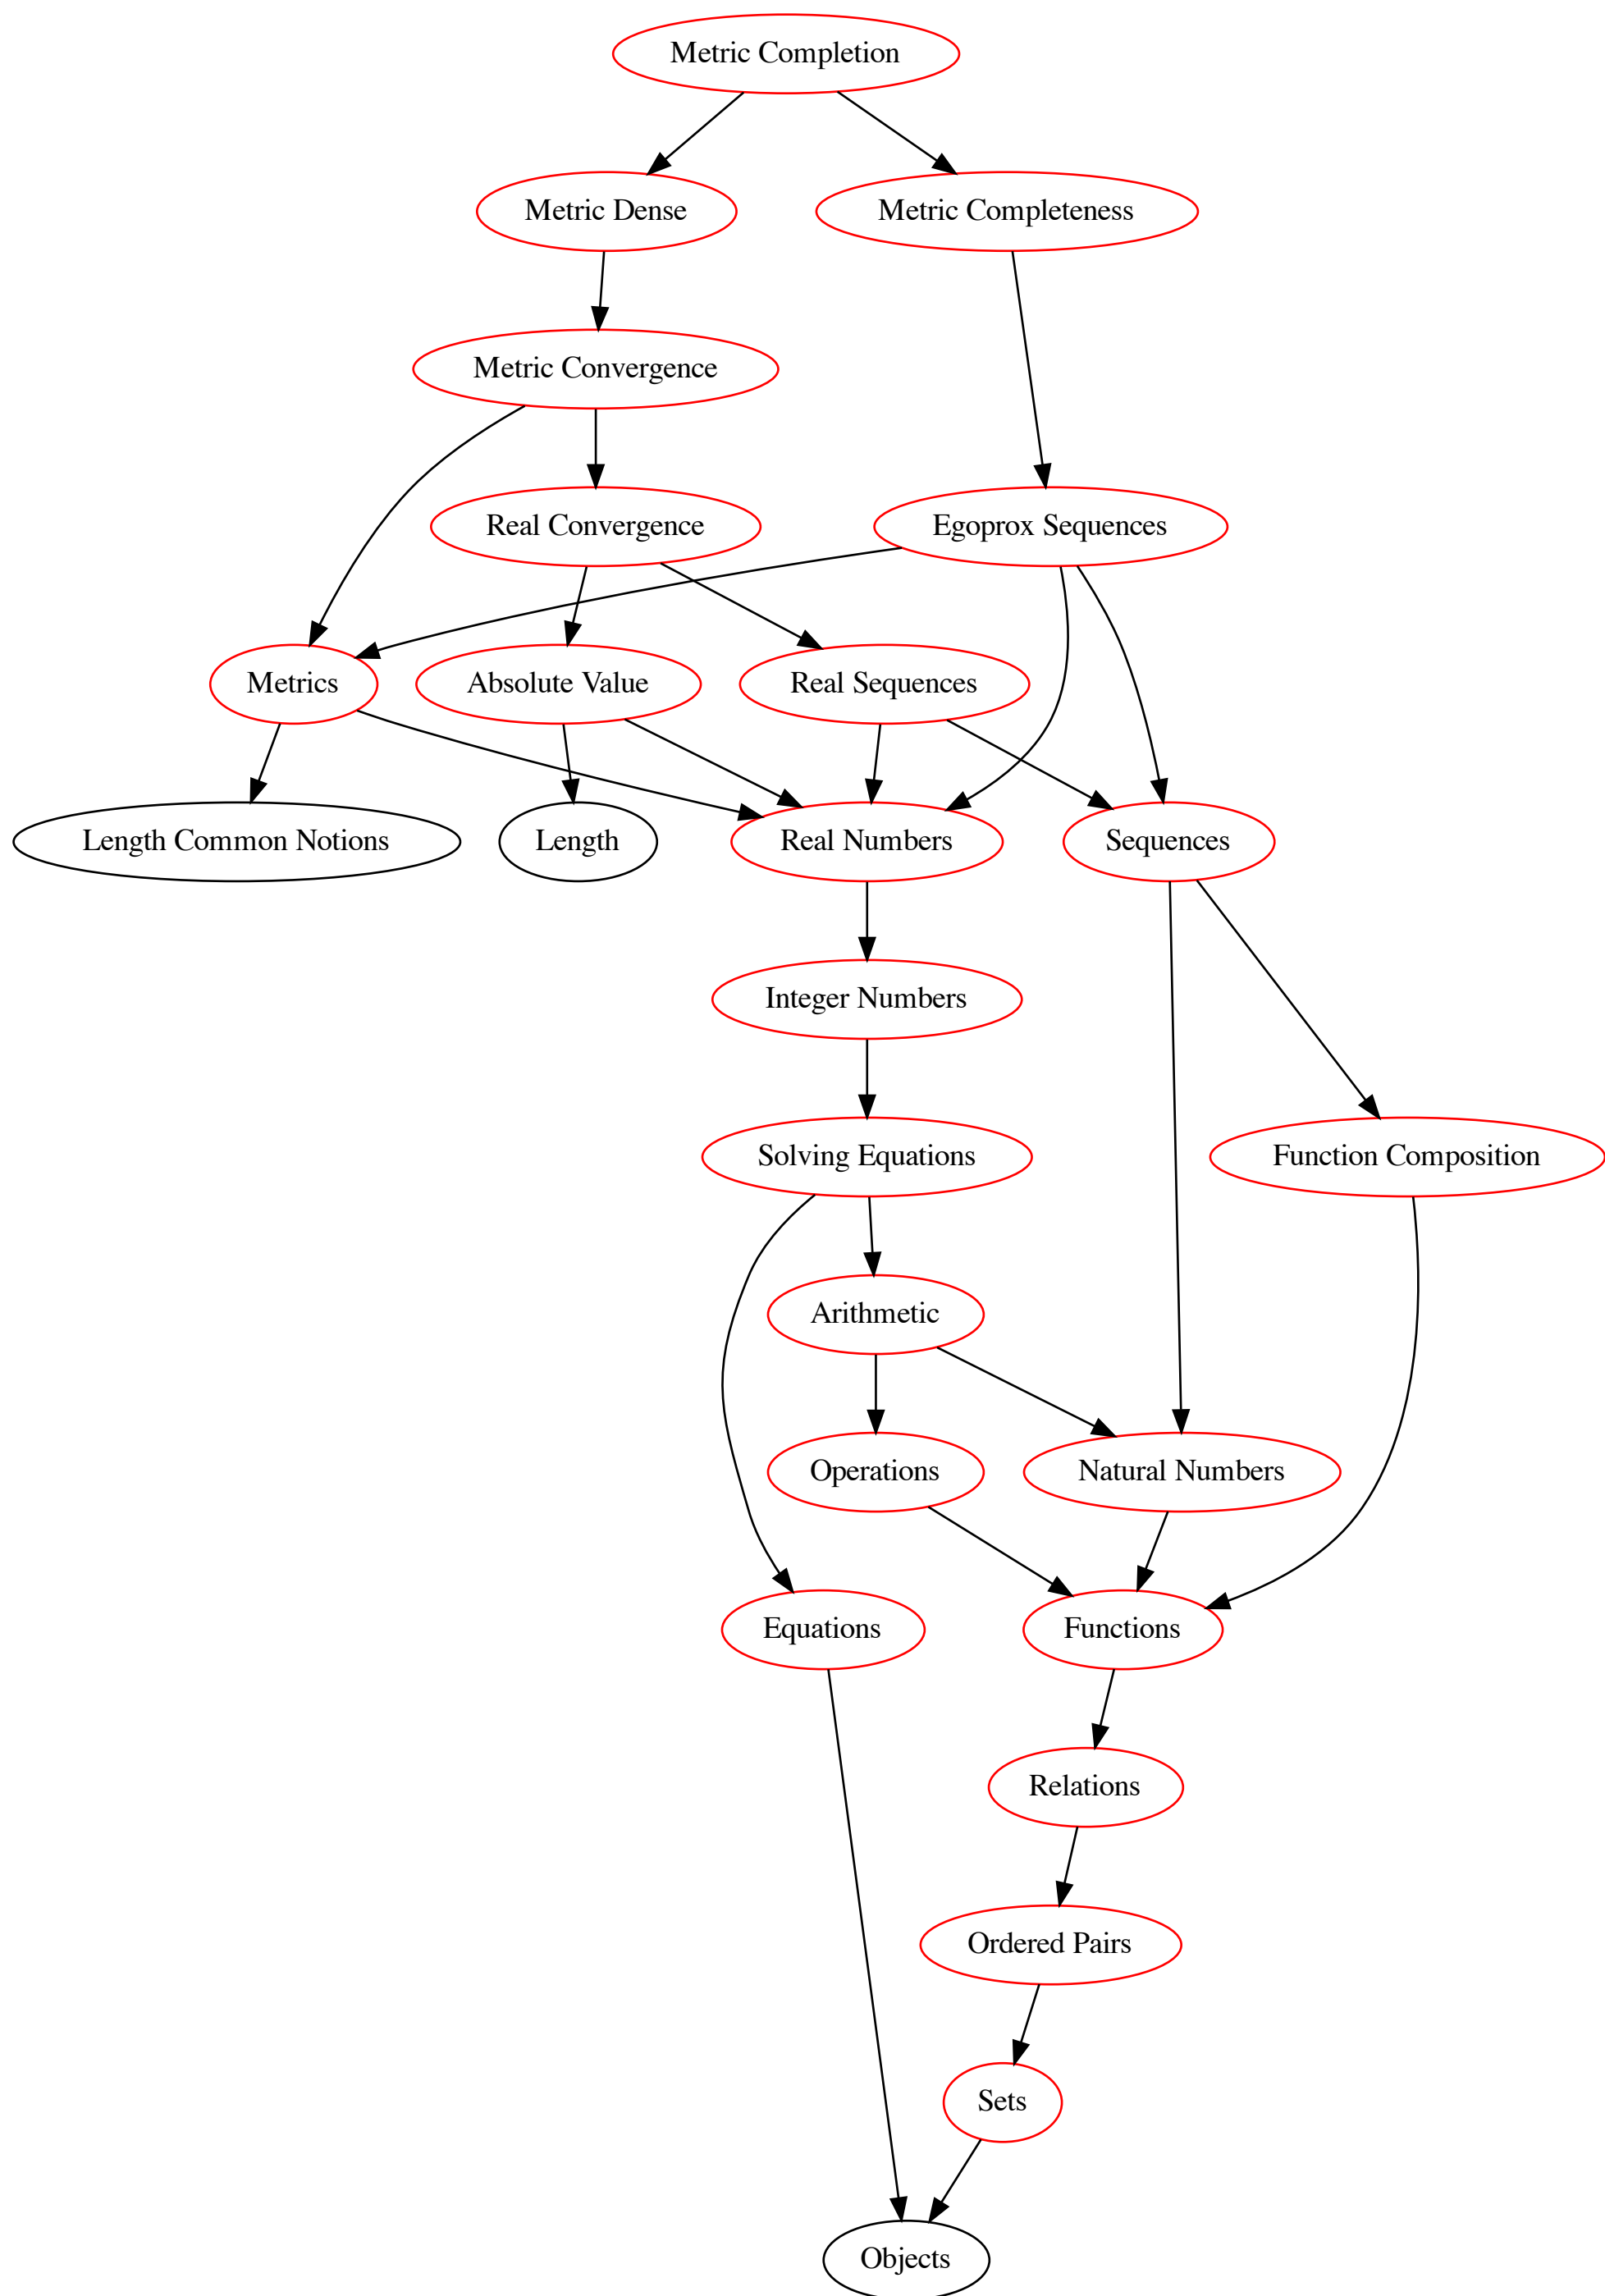 Metric Completion
Metric Dense
Metric Completeness
Metric Convergence
Real Convergence
Egoprox Sequences
Metrics
Absolute Value
Real Sequences
Length Common Notions
Length
Real Numbers
Sequences
Integer Numbers
Solving Equations
Function Composition
Arithmetic
Operations
Natural Numbers
Equations
Functions
Relations
Ordered Pairs
Sets
Objects